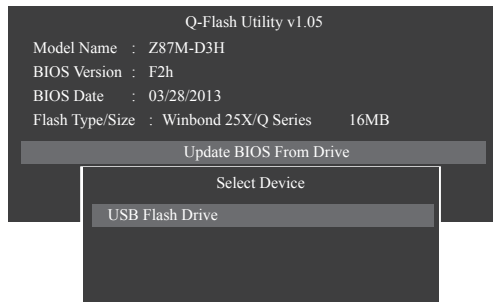 Q-Flash Utility v1.05
Model Name : Z87M-D3H
BIOS Version : F2h
BIOS Date : 03/28/2013
Flash Type/Size : Winbond 25X/Q Series 16MB
Update BIOS From Drive
Select Device
USB Flash Drive